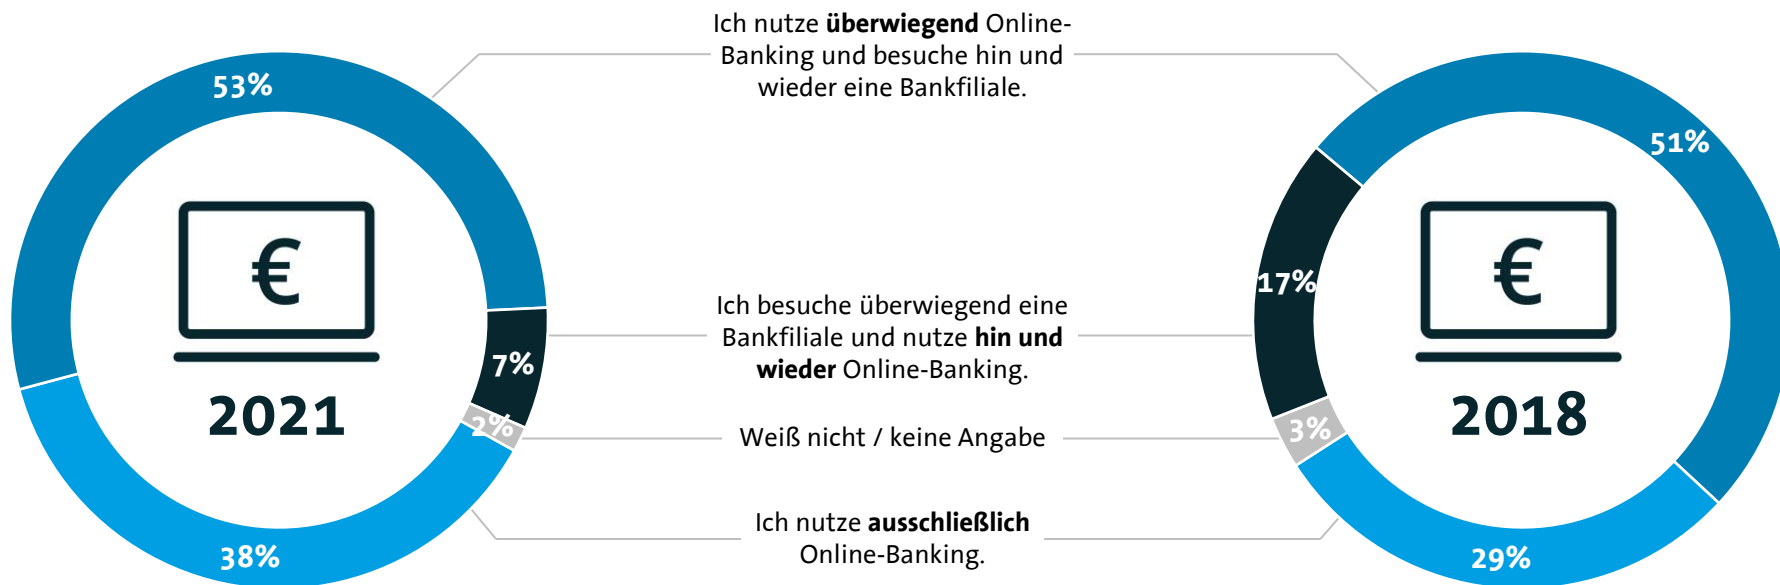 Ich nutze überwiegend Online-
Banking und besuche hin und
wieder eine Bankfiliale.
53%
51%
€
€
17%
Ich besuche überwiegend eine
Bankfiliale und nutze hin und
wieder Online-Banking.
7%
2021
2018
2%
Weiß nicht / keine Angabe
3%
Ich nutze ausschließlich
Online-Banking.
38%
29%